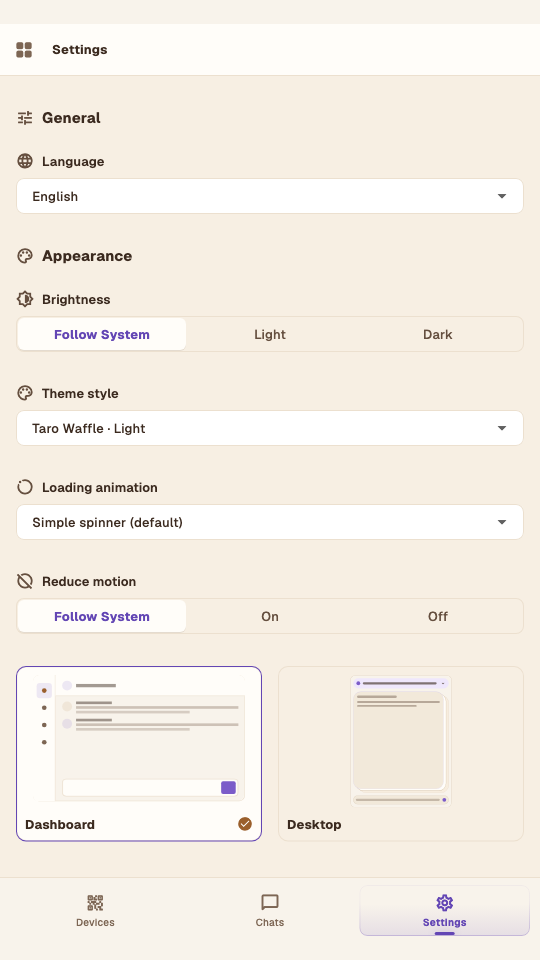 Settings
General
Language
English
Appearance
Brightness
Follow System Light Dark
Theme style
Taro Waffle · Light
Loading animation
Simple spinner (default)
Reduce motion
Follow System On Off
Dashboard Desktop
Devices Chats Settings